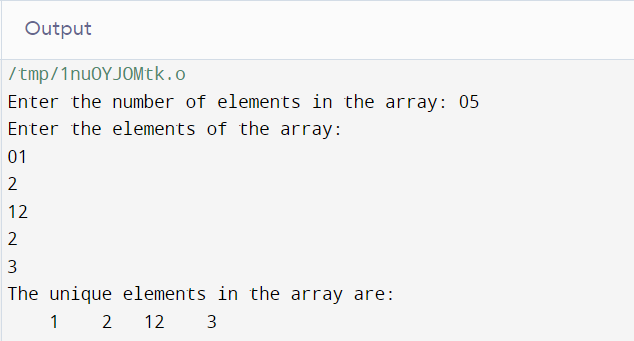 Output
/tmp/1nuOYJOMtk.o
Enter the number of elements in the array: 05
Enter the elements of the array:
01
2
12
2
3
The unique elements in the array are:
1 2 12 3